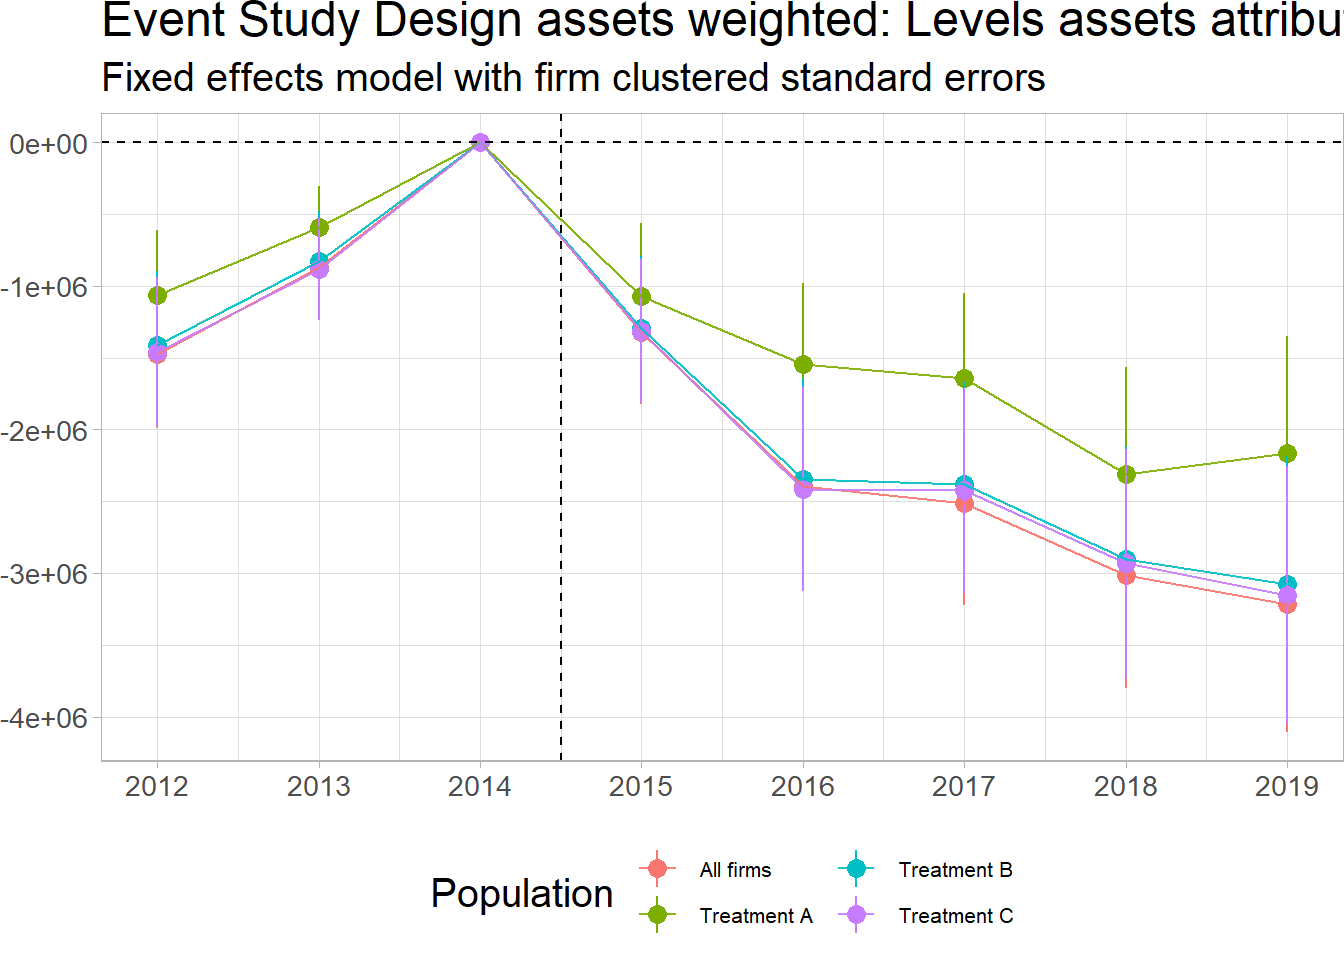 Event Study Design assets weighted: Levels assets attribu
Fixed effects model with firm clustered standard errors
0e+00
-1e+06
-2e+06
-3e+06
-4e+06
2012 2013 2014 2015 2016 2017 2018 2019
Population
All firms
Treatment A
Treatment B
Treatment C